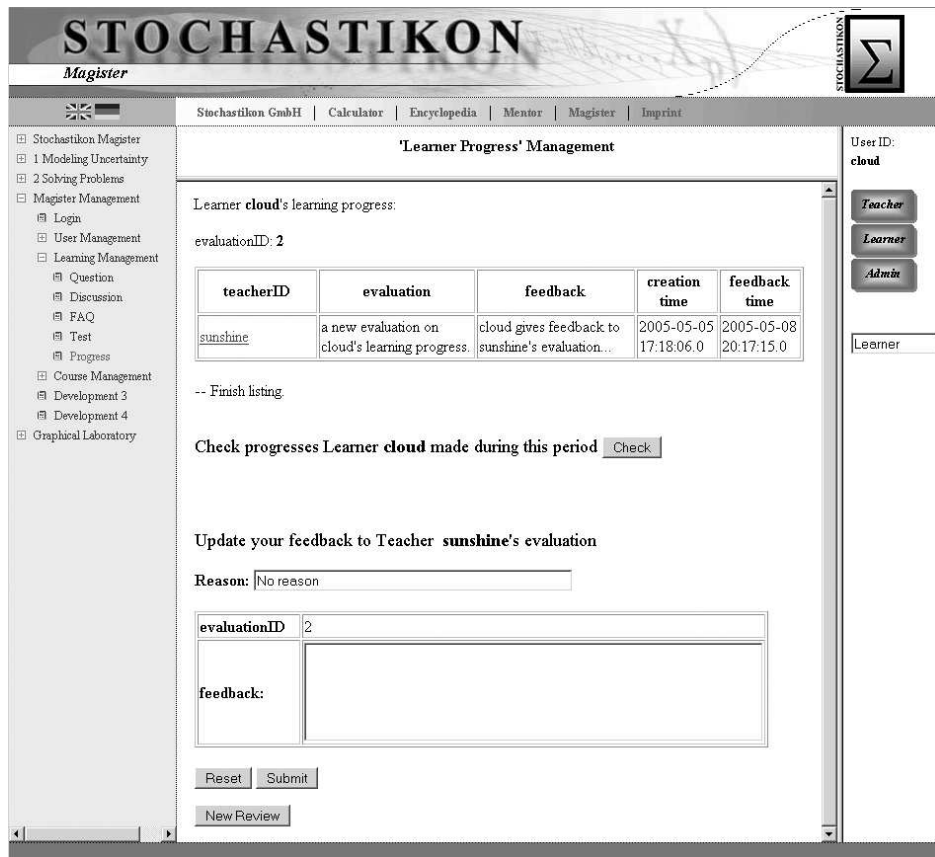 STOCHASTIKON
Magister
STOCHASTIKON
Σ
Stochastikon GmbH | Calculator | Encyclopedia | Mentor | Magister | Imprint
Stochastikon Magister
1 Modeling Uncertainty
2 Solving Problems
Magister Management
Login
User Management
Learning Management
Question
Discussion
FAQ
Test
Progress
Course Management
Development 3
Development 4
Graphical Laboratory
'Learner Progress' Management
Learner cloud's learning progress:
evaluationID: 2
teacherID evaluation feedback creation time feedback time
sunshine a new evaluation on cloud's learning progress. cloud gives feedback to sunshine's evaluation... 2005-05-05 17:18:06.0 2005-05-08 20:17:15.0
-- Finish listing.
Check progresses Learner cloud made during this period Check
Update your feedback to Teacher sunshine's evaluation
Reason: No reason
evaluationID 2
feedback:
Reset Submit
New Review
User ID:
cloud
Teacher
Learner
Admin
Learner